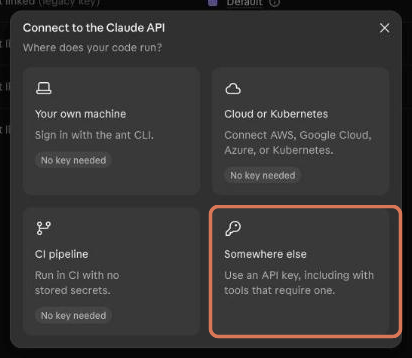 linked (legacy key)
Default
Connect to the Claude API
Where does your code run?
Your own machine
Sign in with the ant CLI.
No key needed
Cloud or Kubernetes
Connect AWS, Google Cloud,
Azure, or Kubernetes.
No key needed
CI pipeline
Run in CI with no
stored secrets.
No key needed
Somewhere else
Use an API key, including with
tools that require one.